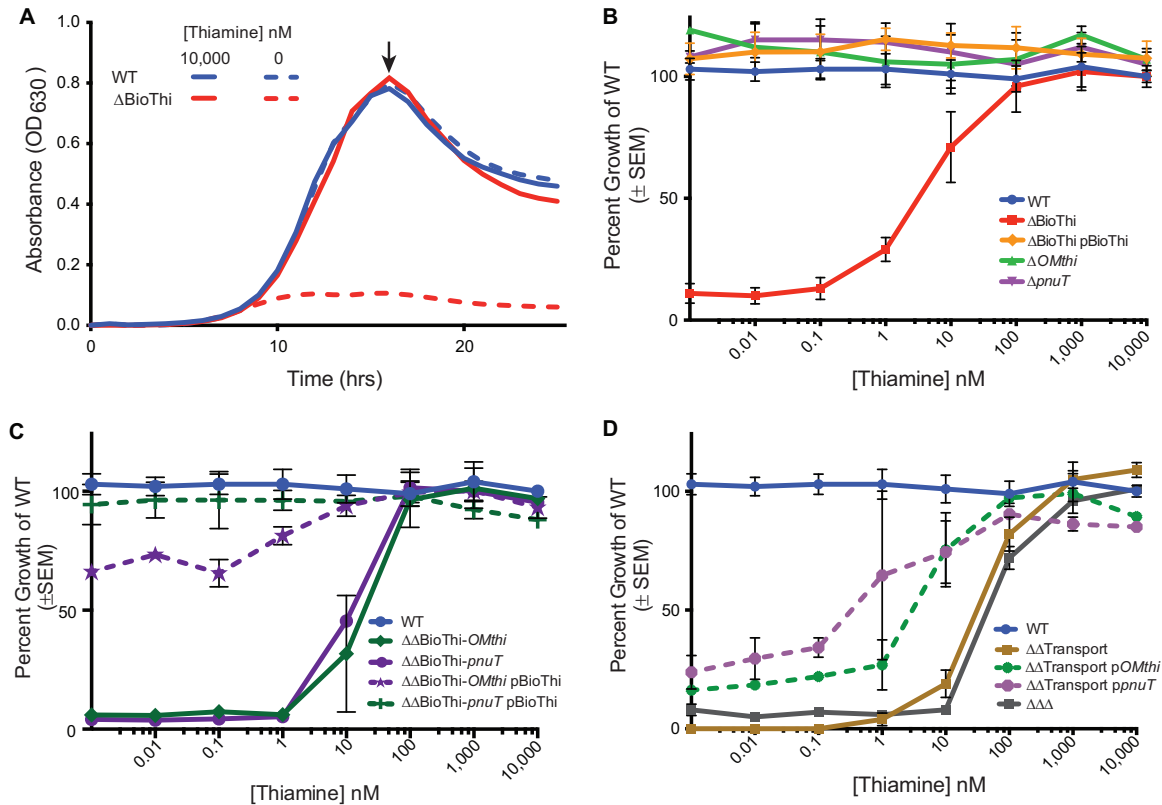 A
[Thiamine] nM
10,000 0
WT
ΔBioThi
Absorbance (OD630)
1.0
0.8
0.6
0.4
0.2
0.0
0 10 20
Time (hrs)
B
Percent Growth of WT
(± SEM)
100
50
0
WT
ΔBioThi
ΔBioThi pBioThi
ΔOMthi
ΔpnuT
0.01 0.1 1 10 100 1,000 10,000
[Thiamine] nM
C
Percent Growth of WT
(±SEM)
100
50
0
WT
ΔΔBioThi-OMthi
ΔΔBioThi-pnuT
ΔΔBioThi-OMthi pBioThi
ΔΔBioThi-pnuT pBioThi
0.01 0.1 1 10 100 1,000 10,000
[Thiamine] nM
D
Percent Growth of WT
(± SEM)
100
50
0
WT
ΔΔTransport
ΔΔTransport pOMthi
ΔΔTransport ppnuT
ΔΔΔ
0.01 0.1 1 10 100 1,000 10,000
[Thiamine] nM